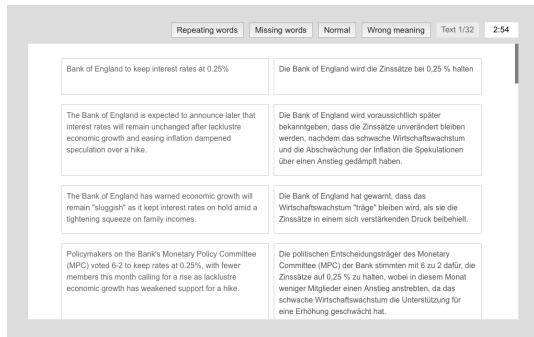 Repeating words
Missing words
Normal
Wrong meaning
Text 1/32
2:54
Bank of England to keep interest rates at 0.25%
Die Bank of England wird die Zinssätze bei 0,25 % halten
The Bank of England is expected to announce later that
interest rates will remain unchanged after lacklustre
economic growth and easing inflation dampened
speculation over a hike.
Die Bank of England wird voraussichtlich später
bekanntgeben, dass die Zinssätze unverändert bleiben
werden, nachdem das schwache Wirtschaftswachstum
und die Abschwächung der Inflation die Spekulationen
über einen Anstieg gedämpft haben.
The Bank of England has warned economic growth will
remain "sluggish" as it kept interest rates on hold amid a
tightening squeeze on family incomes.
Die Bank of England hat gewarnt, dass das
Wirtschaftswachstum "träge" bleiben wird, als sie die
Zinssätze in einem sich verstärkenden Druck beibehielt.
Policymakers on the Bank's Monetary Policy Committee
(MPC) voted 6-2 to keep rates at 0.25%, with fewer
members this month calling for a rise as lacklustre
economic growth has weakened support for a hike.
Die politischen Entscheidungsträger des Monetary
Committee (MPC) der Bank stimmten mit 6 zu 2 dafür, die
Zinssätze auf 0,25 % zu halten, wobei in diesem Monat
weniger Mitglieder einen Anstieg anstrebten, da das
schwache Wirtschaftswachstum die Unterstützung für
eine Erhöhung geschwächt hat.